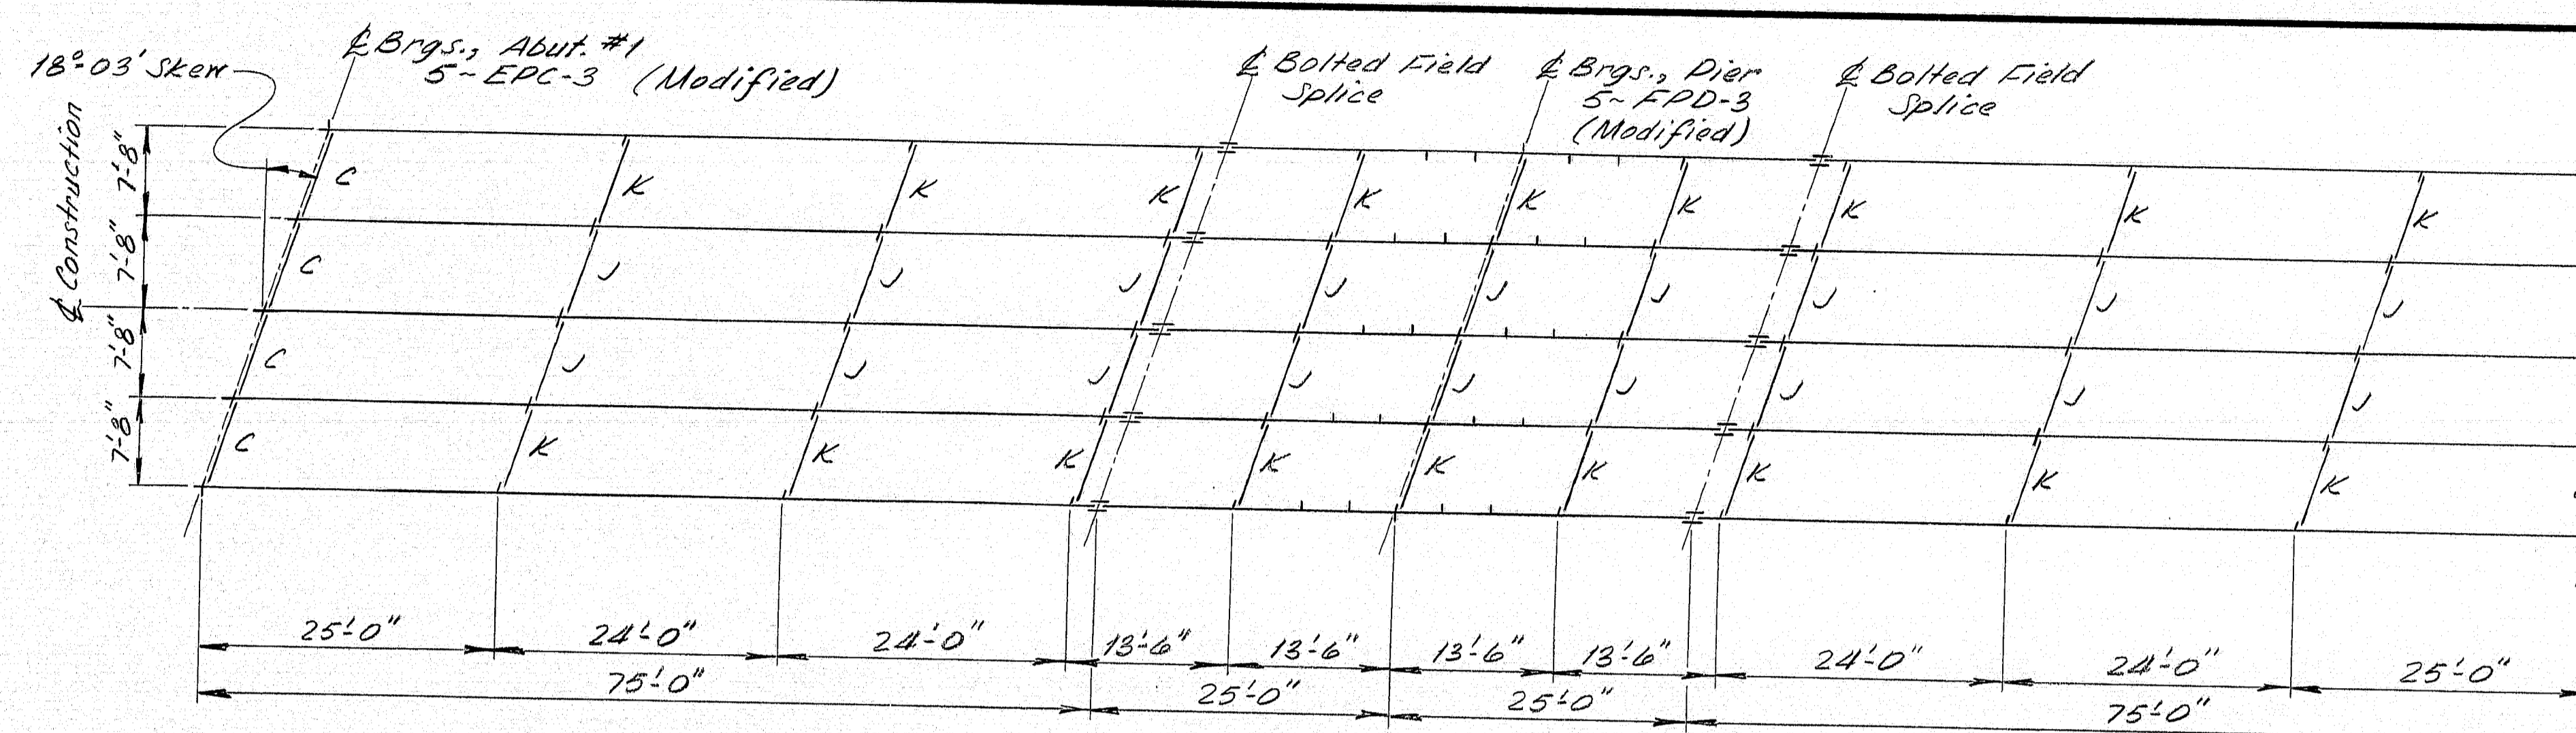 18°-03' Skew
℄ Brgs., Abut. #1
5~EPC-3 (Modified)
℄ Bolted Field
Splice
℄ Brgs., Pier
5~FPD-3
(Modified)
℄ Bolted Field
Splice
℄ Construction
7'-8"
7'-8"
7'-8"
7'-8"
C K K K K K K K K K
C J J J J J J J J J
C J J J J J J J J J
C K K K K K K K K K
25'-0" 24'-0" 24'-0" 13'-6" 13'-6" 13'-6" 13'-6" 24'-0" 24'-0" 25'-0"
75'-0" 25'-0" 25'-0" 75'-0"